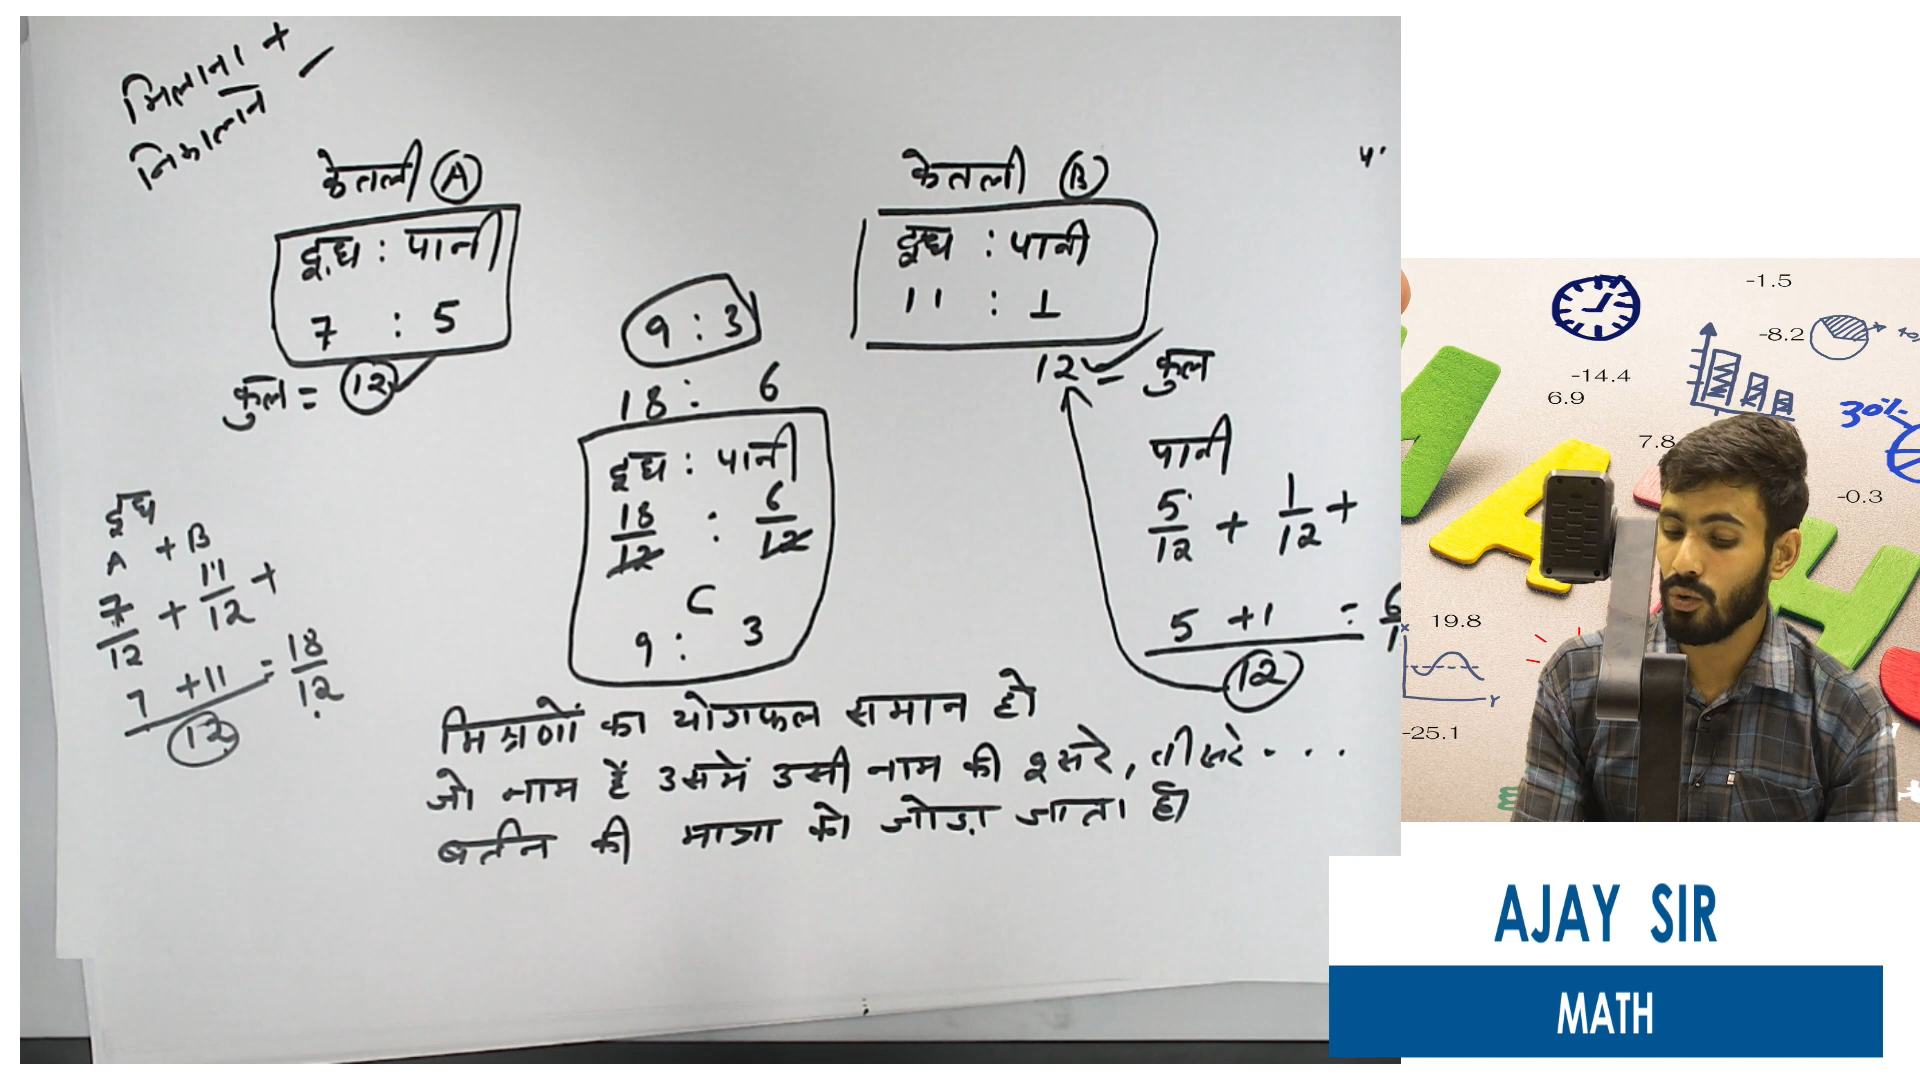 मिलाना +
निकालने -
केतली A
दूध : पानी
7 : 5
कुल = 12
केतली B
दूध : पानी
11 : 1
12 = कुल
9 : 3
18 : 6
दूध : पानी
18/12 : 6/12
C
9 : 3
दूध
A + B
7/12 + 11/12 +
7 + 11 / 12 = 18/12
पानी
5/12 + 1/12 +
5 + 1 / 12 = 6/1
मिश्रणों का योगफल समान हो
जो नाम हैं उसमें उसी नाम की दूसरे, तीसरे . . .
बर्तन की मात्रा को जोड़ा जाता है
-1.5
-8.2
-14.4
6.9
30%
7.8
-0.3
19.8
x
Y
-25.1
AJAY SIR
MATH